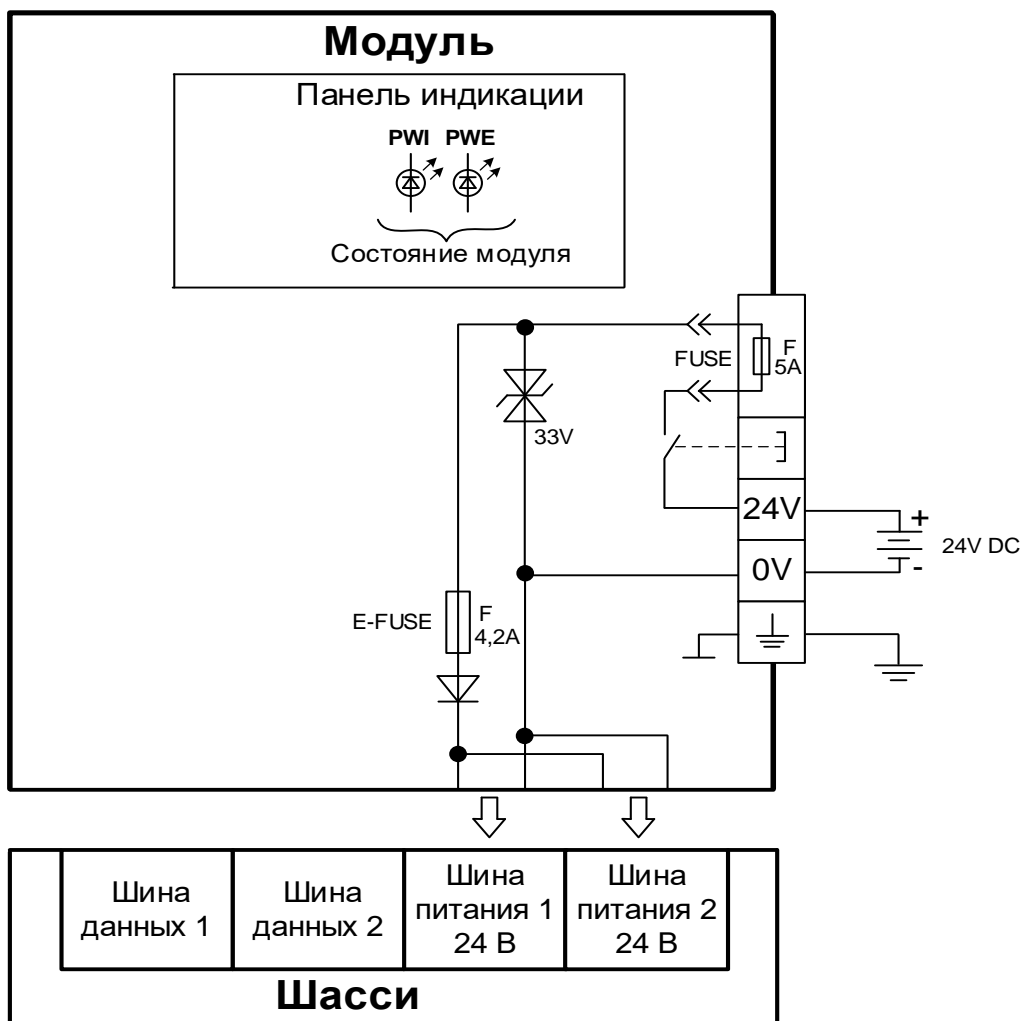 Модуль
Панель индикации
PWI PWE
Состояние модуля
FUSE
F
5A
33V
24V
+
24V DC
0V
-
E-FUSE
F
4,2A
Шина
данных 1
Шина
данных 2
Шина
питания 1
24 В
Шина
питания 2
24 В
Шасси